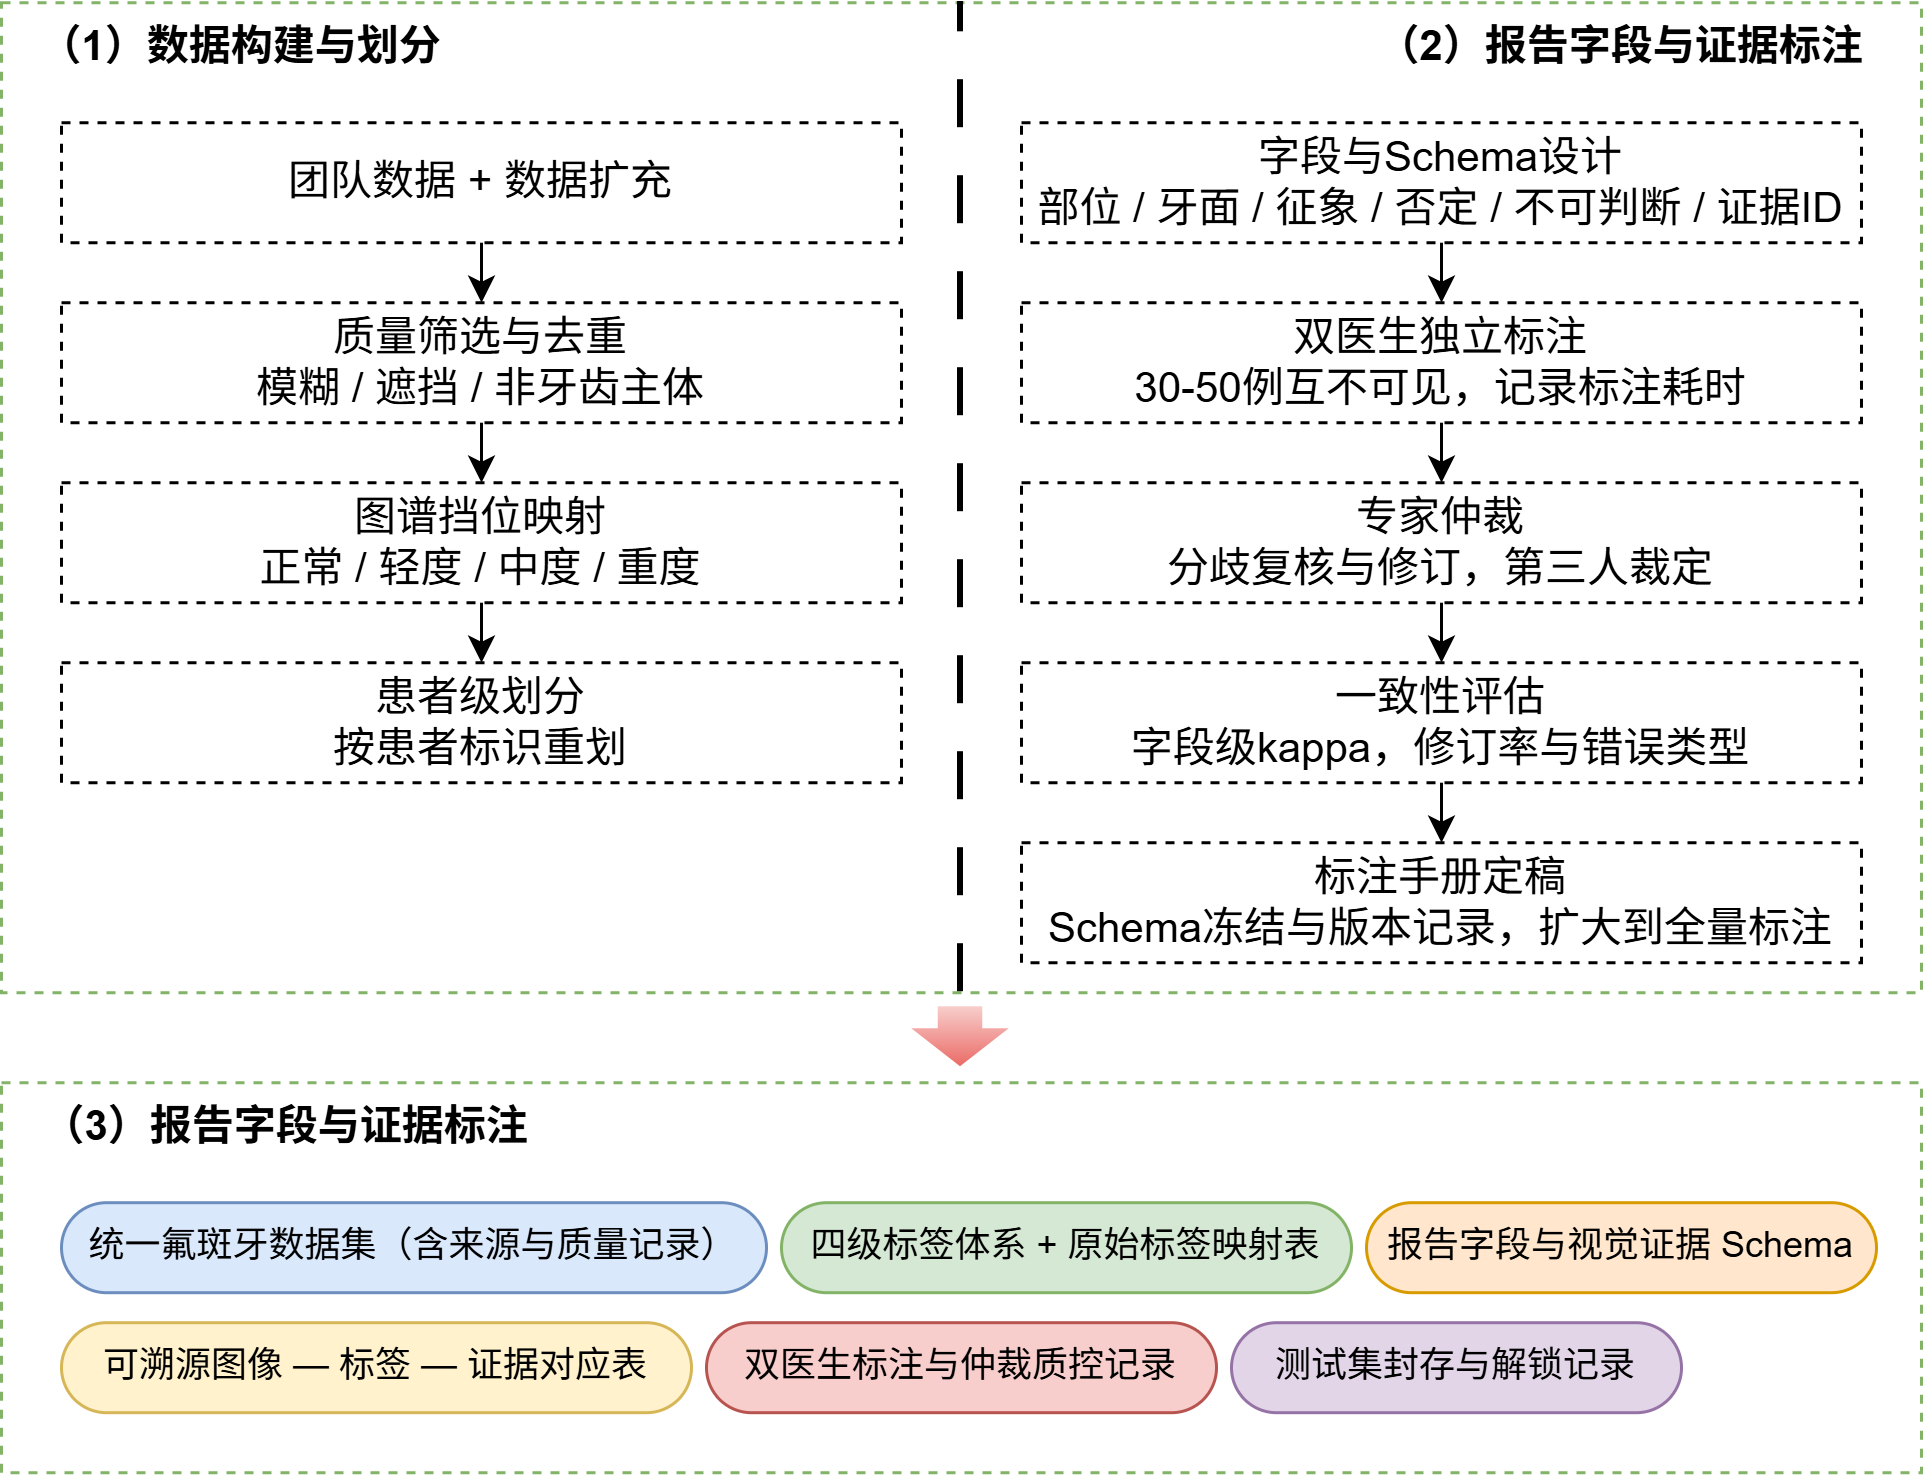 （1）数据构建与划分
团队数据 + 数据扩充
质量筛选与去重
模糊 / 遮挡 / 非牙齿主体
图谱挡位映射
正常 / 轻度 / 中度 / 重度
患者级划分
按患者标识重划
（2）报告字段与证据标注
字段与Schema设计
部位 / 牙面 / 征象 / 否定 / 不可判断 / 证据ID
双医生独立标注
30-50例互不可见，记录标注耗时
专家仲裁
分歧复核与修订，第三人裁定
一致性评估
字段级kappa，修订率与错误类型
标注手册定稿
Schema冻结与版本记录，扩大到全量标注
（3）报告字段与证据标注
统一氟斑牙数据集（含来源与质量记录）
四级标签体系 + 原始标签映射表
报告字段与视觉证据 Schema
可溯源图像 — 标签 — 证据对应表
双医生标注与仲裁质控记录
测试集封存与解锁记录